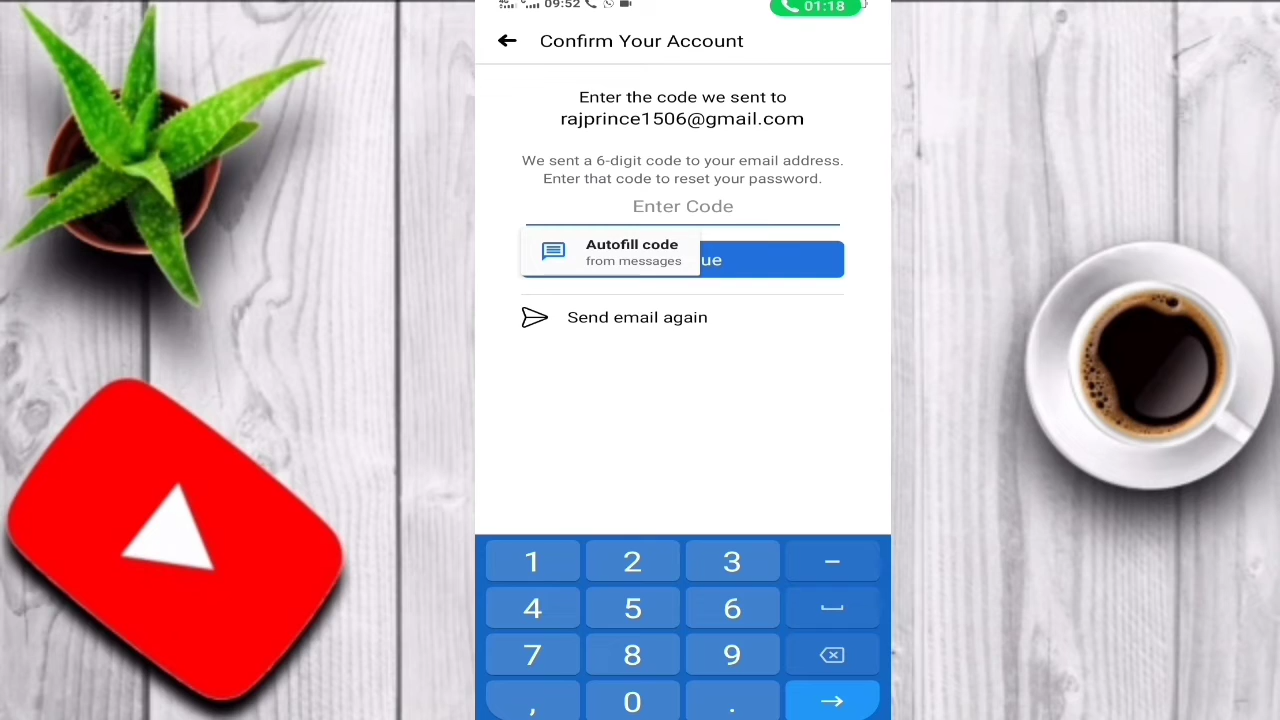 09:52
01:18
Confirm Your Account
Enter the code we sent to
rajprince1506@gmail.com
We sent a 6-digit code to your email address.
Enter that code to reset your password.
Enter Code
Autofill code
from messages
ue
Send email again
1 2 3 –
4 5 6
7 8 9
, 0 .